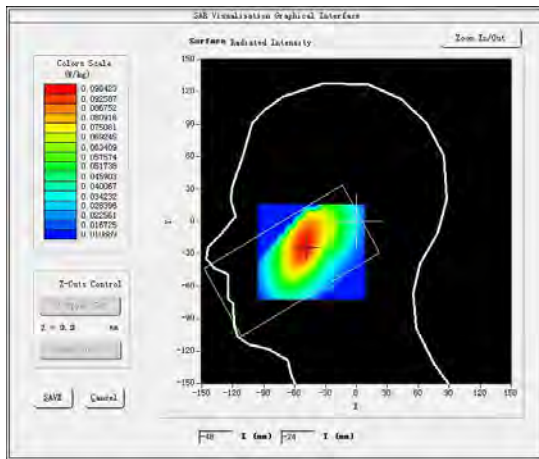 SAR Visualisation Graphical Interface
Surface Radiated Intensity
Zoom In/Out
Colors Scale
(W/kg)
0.098423
0.092587
0.086752
0.080916
0.075081
0.069245
0.063409
0.057574
0.051738
0.045903
0.040067
0.034232
0.028396
0.022561
0.016725
0.010889
150
120
90
60
30
0
-30
-60
-90
-120
-150
-150 -120 -90 -60 -30 0 30 60 90 120 150
Z-Cuts Control
mm
SAVE
Cancel
-48 X (mm) -24 Y (mm)